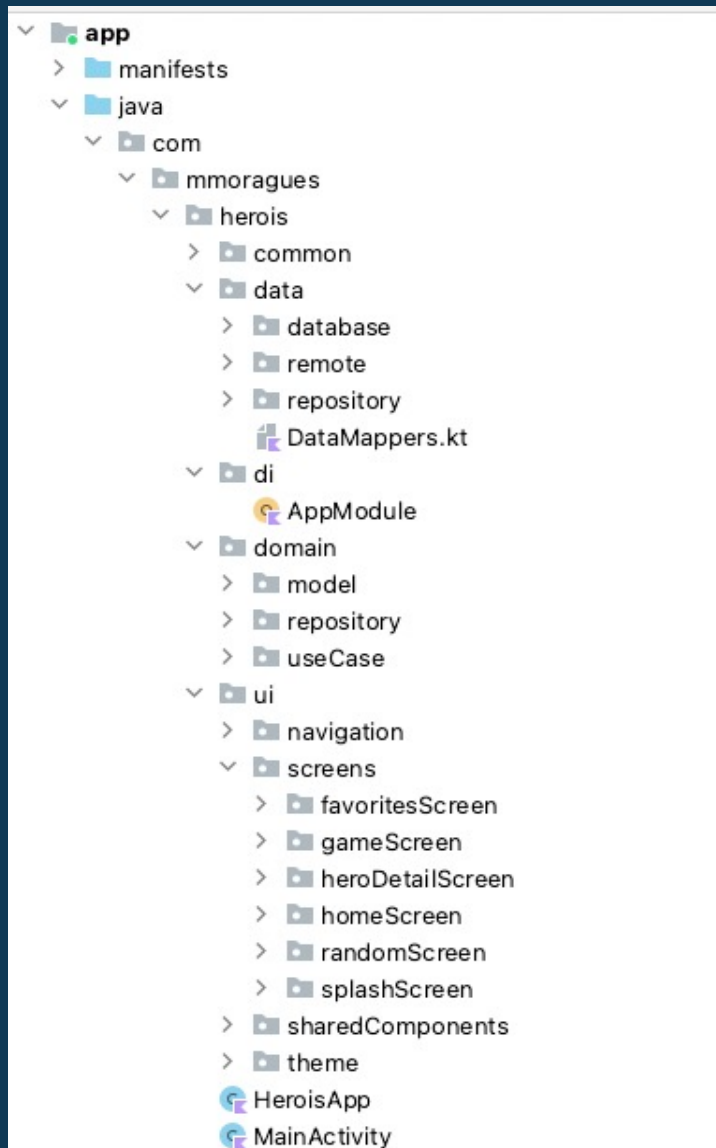 app
manifests
java
com
mmoragues
herois
common
data
database
remote
repository
DataMappers.kt
di
AppModule
domain
model
repository
useCase
ui
navigation
screens
favoritesScreen
gameScreen
heroDetailScreen
homeScreen
randomScreen
splashScreen
sharedComponents
theme
HeroisApp
MainActivity